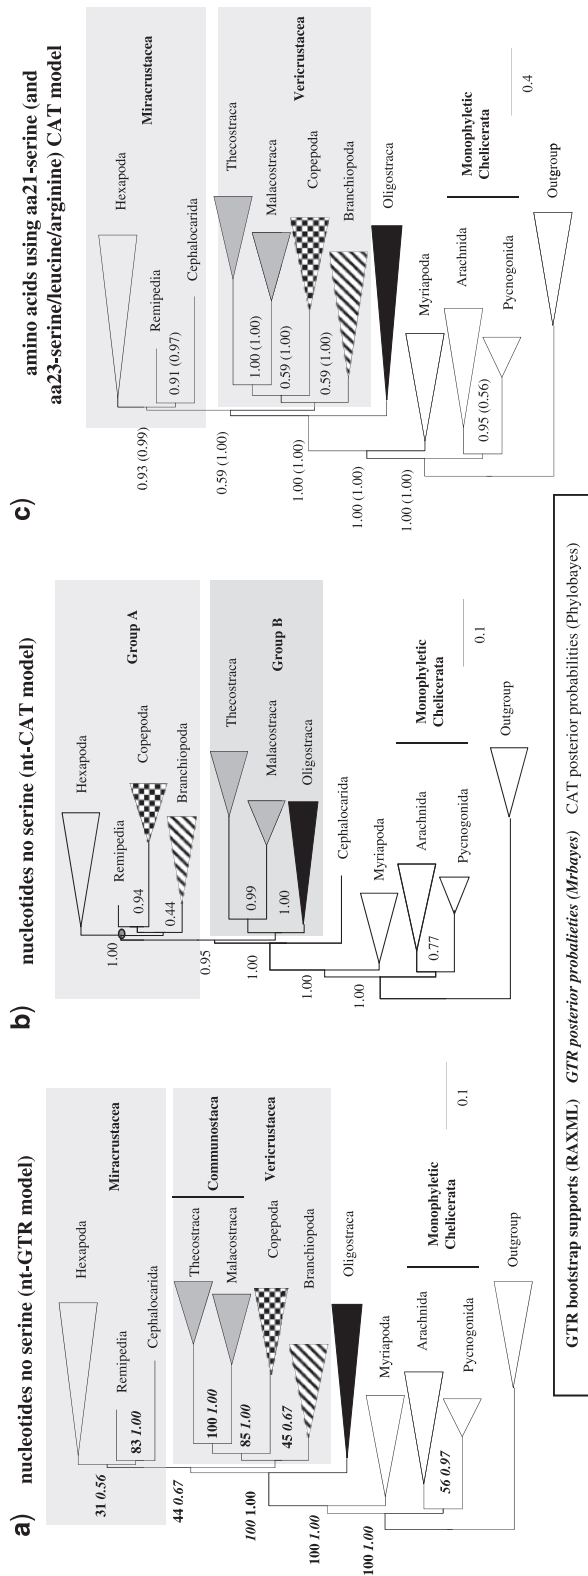 a) nucleotides no serine (nt-GTR model)
Hexapoda
Remipedia
Cephalocarida
Miracrustacea
Thecostraca
Malacostraca
Communostaca
Copepoda
Vericrustacea
Branchiopoda
Oligostraca
Myriapoda
Arachnida
Pycnogonida
Monophyletic
Chelicerata
Outgroup
31 0.56
83 1.00
44 0.67
100 1.00
85 1.00
45 0.67
100 1.00
100 1.00
100 1.00
56 0.97
0.1
b) nucleotides no serine (nt-CAT model)
Hexapoda
Remipedia
Copepoda
Branchiopoda
Group A
Thecostraca
Malacostraca
Oligostraca
Group B
Cephalocarida
Myriapoda
Arachnida
Pycnogonida
Monophyletic
Chelicerata
Outgroup
1.00
0.94
0.44
0.95
0.99
1.00
1.00
1.00
1.00
0.77
0.1
c) amino acids using aa21-serine (and
aa23-serine/leucine/arginine) CAT model
Hexapoda
Remipedia
Cephalocarida
Miracrustacea
Thecostraca
Malacostraca
Copepoda
Branchiopoda
Vericrustacea
Oligostraca
Myriapoda
Arachnida
Pycnogonida
Monophyletic
Chelicerata
Outgroup
0.93 (0.99)
0.91 (0.97)
0.59 (1.00)
1.00 (1.00)
0.59 (1.00)
0.59 (1.00)
1.00 (1.00)
1.00 (1.00)
1.00 (1.00)
0.95 (0.56)
0.4
GTR bootstrap supports (RAXML) GTR posterior probalieties (Mrbayes) CAT posterior probabilities (Phylobayes)